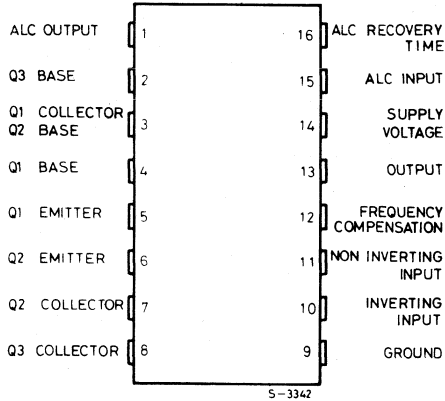 ALC OUTPUT 1
Q3 BASE 2
Q1 COLLECTOR
Q2 BASE 3
Q1 BASE 4
Q1 EMITTER 5
Q2 EMITTER 6
Q2 COLLECTOR 7
Q3 COLLECTOR 8
16 ALC RECOVERY
TIME
15 ALC INPUT
14 SUPPLY
VOLTAGE
13 OUTPUT
12 FREQUENCY
COMPENSATION
11 NON INVERTING
INPUT
10 INVERTING
INPUT
9 GROUND
S-3342